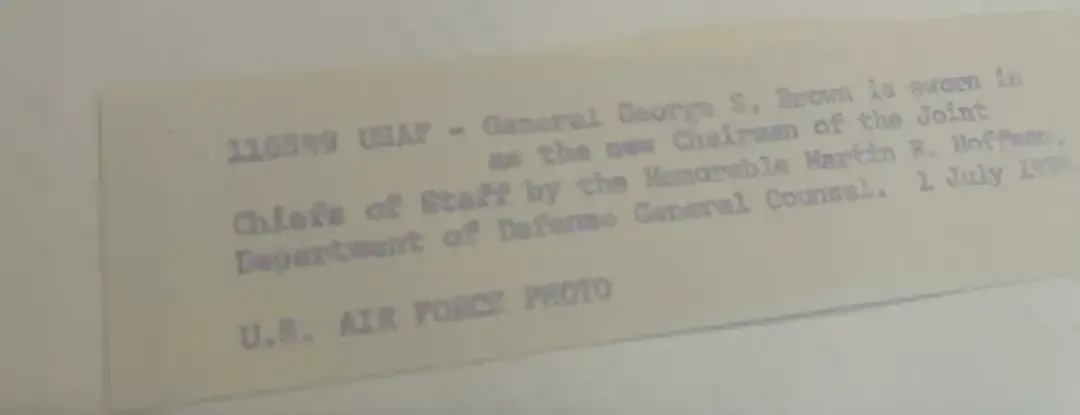 USAF - General George S. Brown is sworn in
as the new Chairman of the Joint
Chiefs of Staff by the Honorable Martin R. Hoffman,
Department of Defense General Counsel. 1 July
U.S. AIR FORCE PHOTO